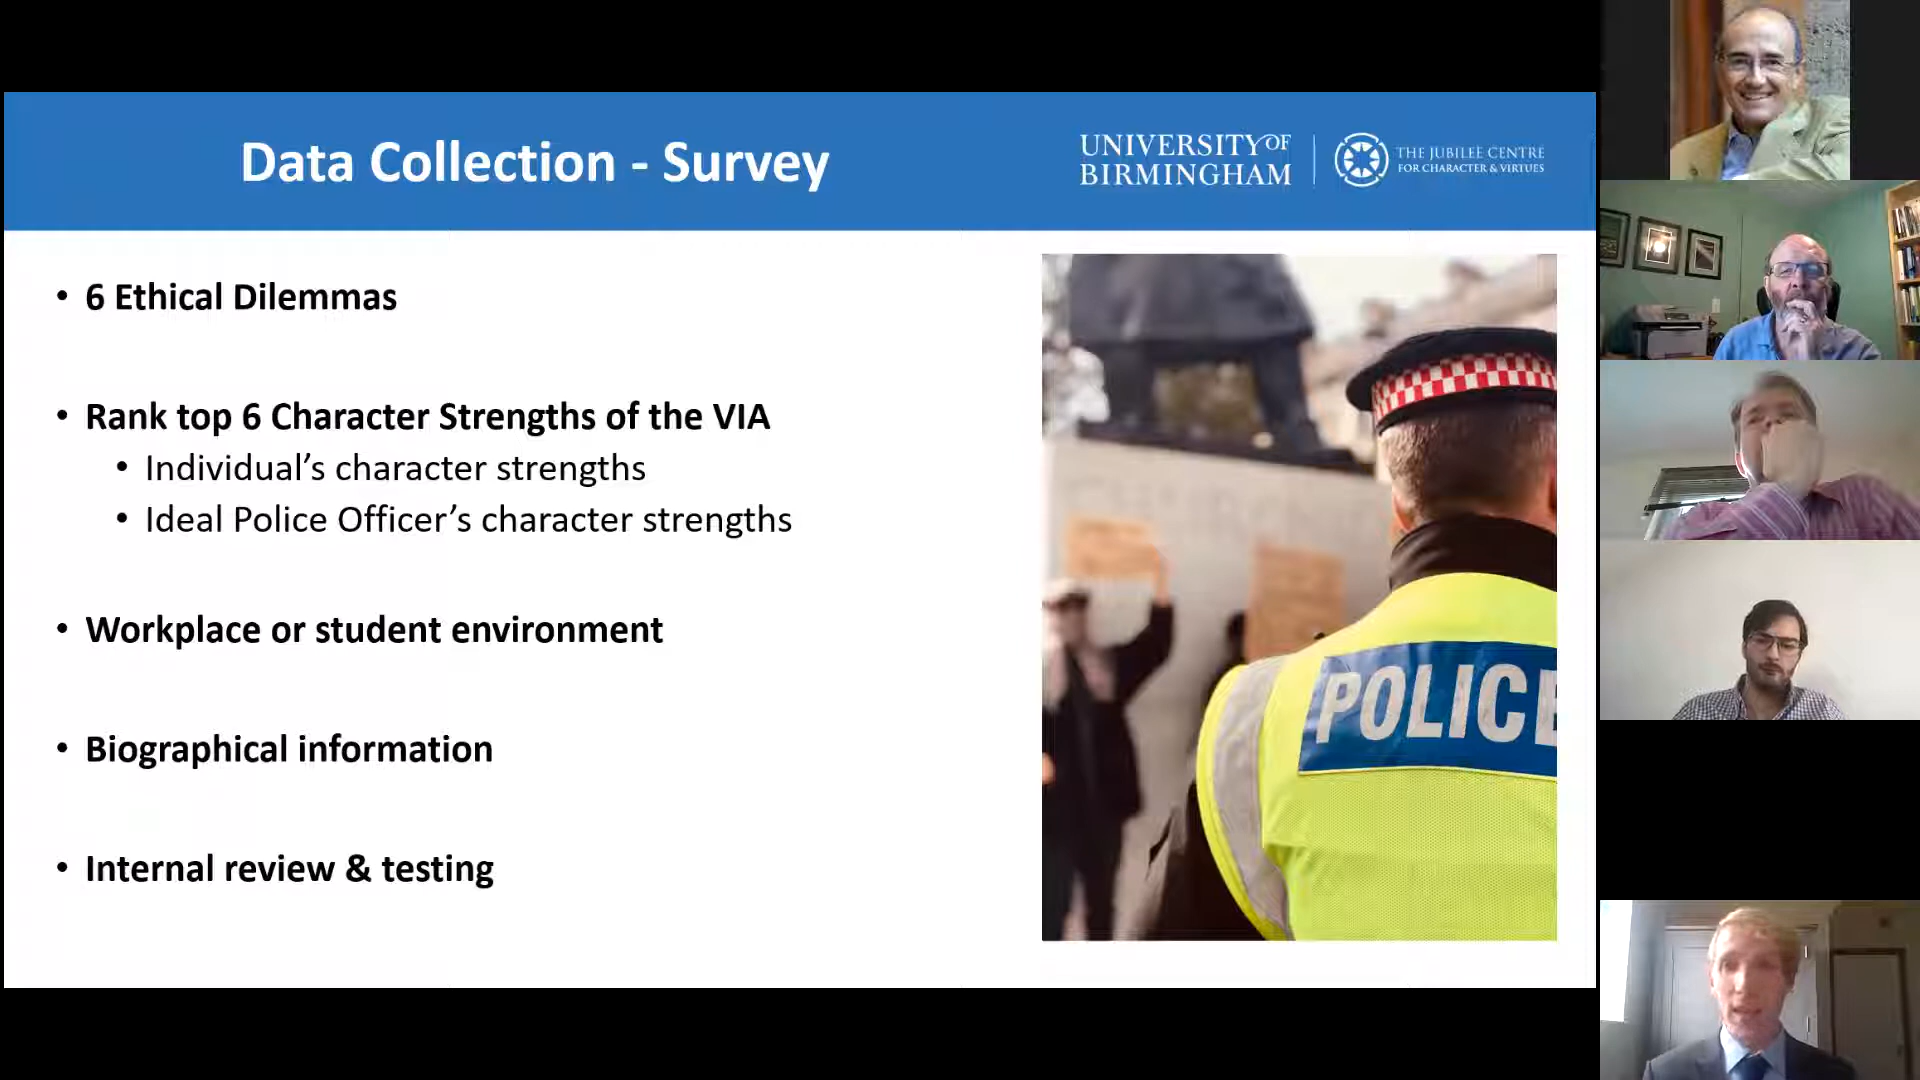 Data Collection - Survey
UNIVERSITY OF
BIRMINGHAM
THE JUBILEE CENTRE
FOR CHARACTER & VIRTUES
• 6 Ethical Dilemmas
• Rank top 6 Character Strengths of the VIA
• Individual’s character strengths
• Ideal Police Officer’s character strengths
• Workplace or student environment
• Biographical information
• Internal review & testing
POLICE